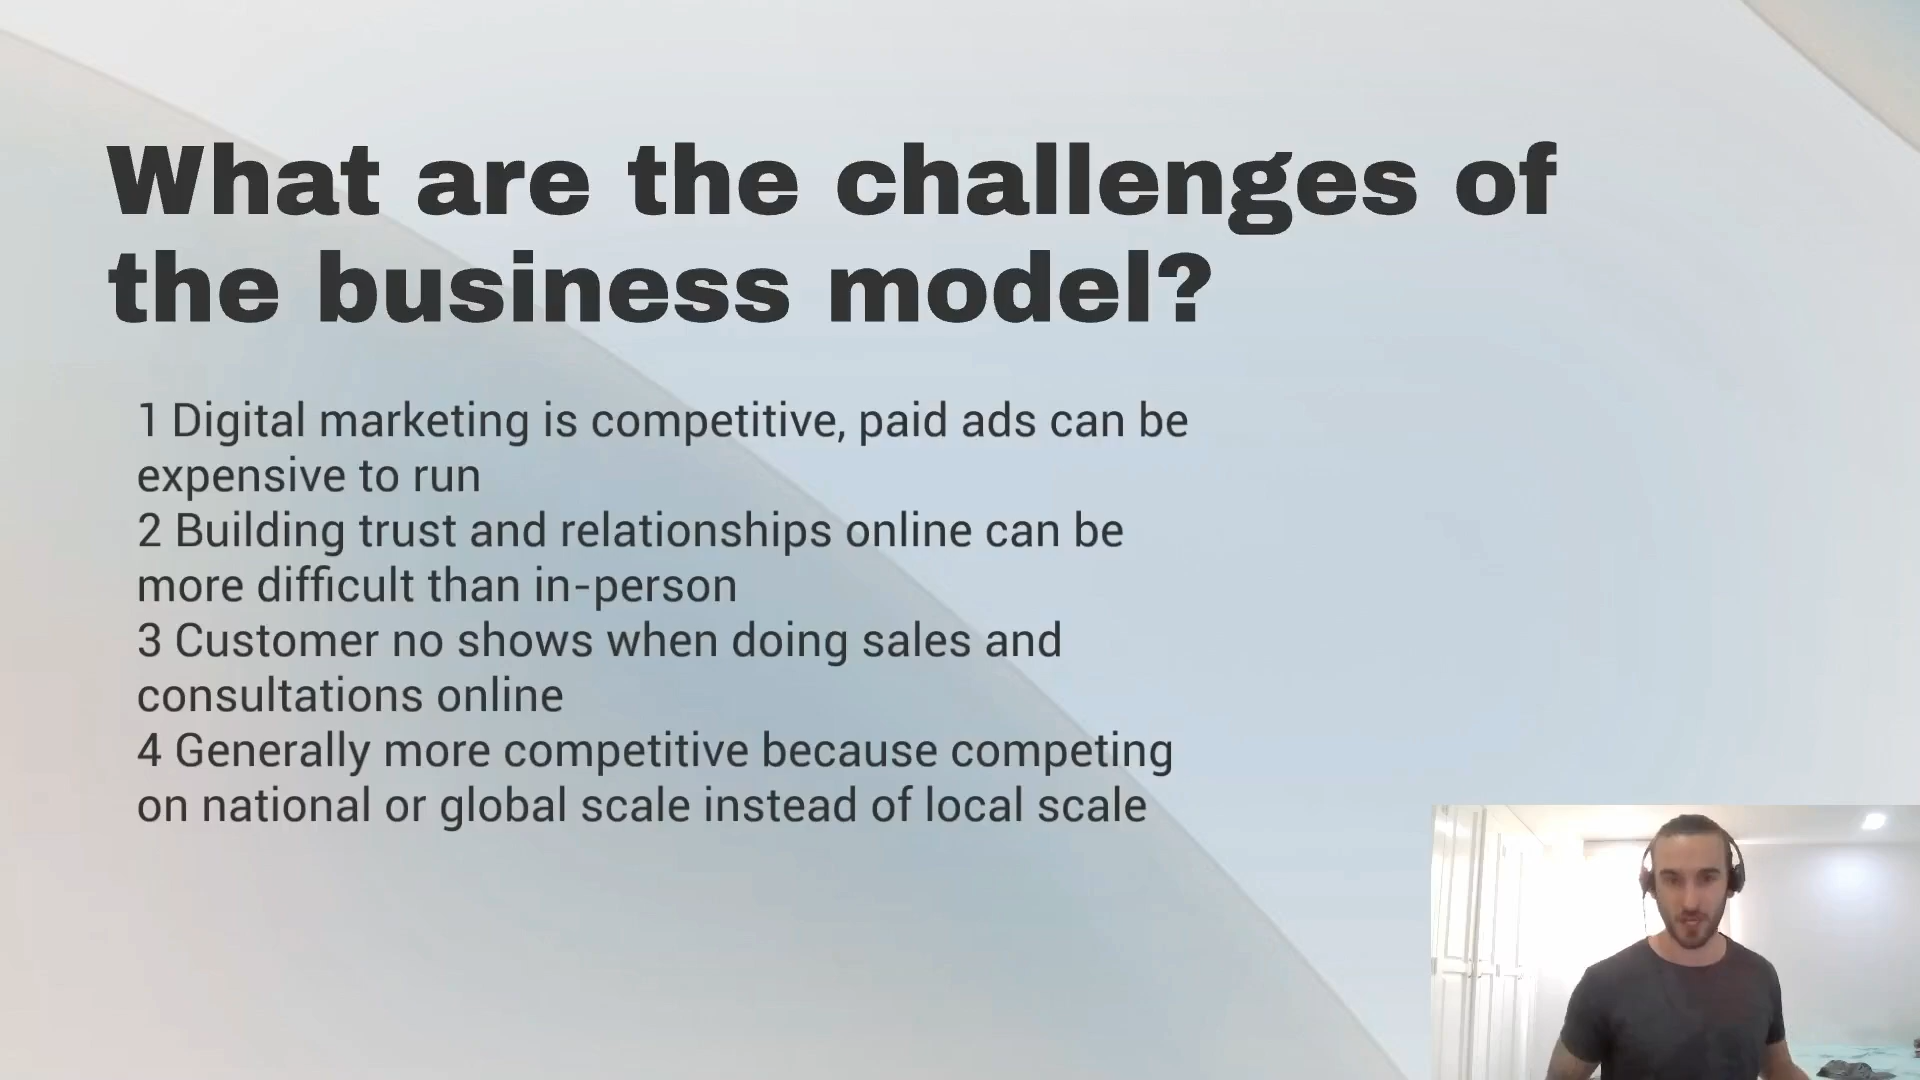 What are the challenges of
the business model?
1 Digital marketing is competitive, paid ads can be
expensive to run
2 Building trust and relationships online can be
more difficult than in-person
3 Customer no shows when doing sales and
consultations online
4 Generally more competitive because competing
on national or global scale instead of local scale